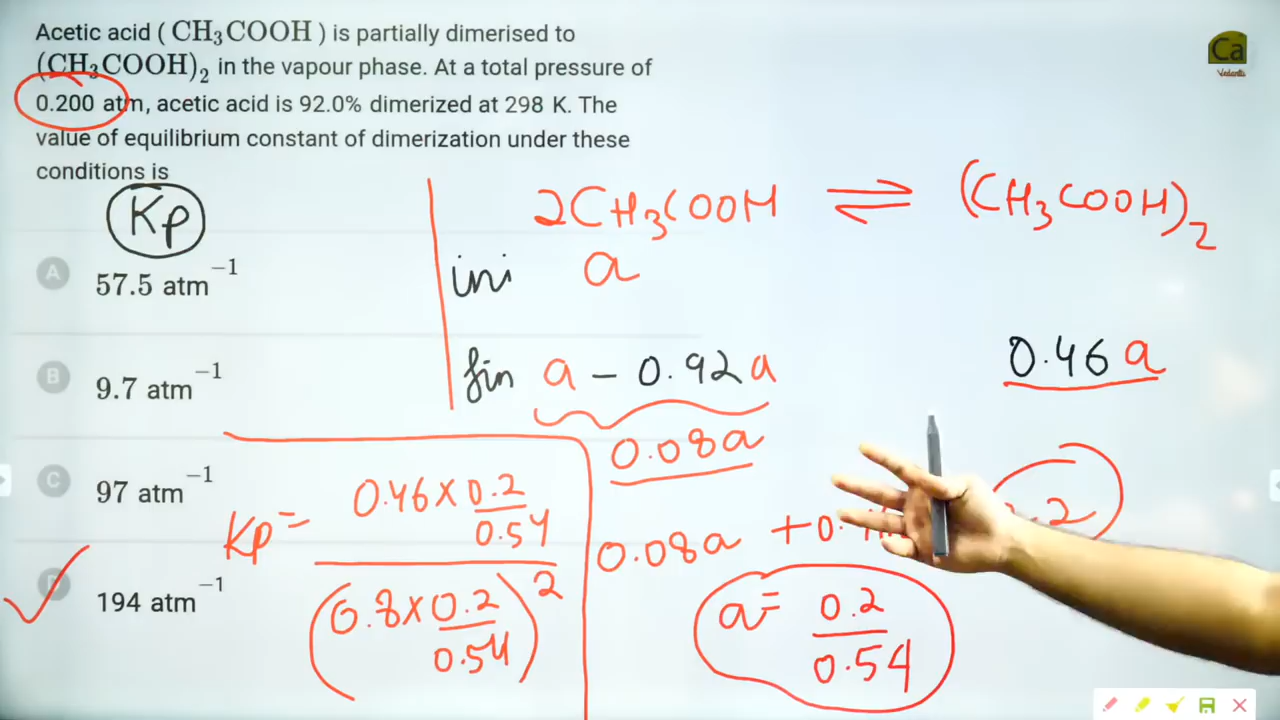 Acetic acid ( CH₃COOH ) is partially dimerised to
(CH₃COOH)₂ in the vapour phase. At a total pressure of
0.200 atm, acetic acid is 92.0% dimerized at 298 K. The
value of equilibrium constant of dimerization under these
conditions is
Kp
A 57.5 atm⁻¹
B 9.7 atm⁻¹
C 97 atm⁻¹
194 atm⁻¹
Ca
Vedantu
2CH₃COOH ⇌ (CH₃COOH)₂
ini a
fin a – 0.92a 0.46a
0.08a
0.08a + 0.
a = 0.2/0.54
Kp = 0.46 × 0.2/0.54
(0.8 × 0.2/0.54)²